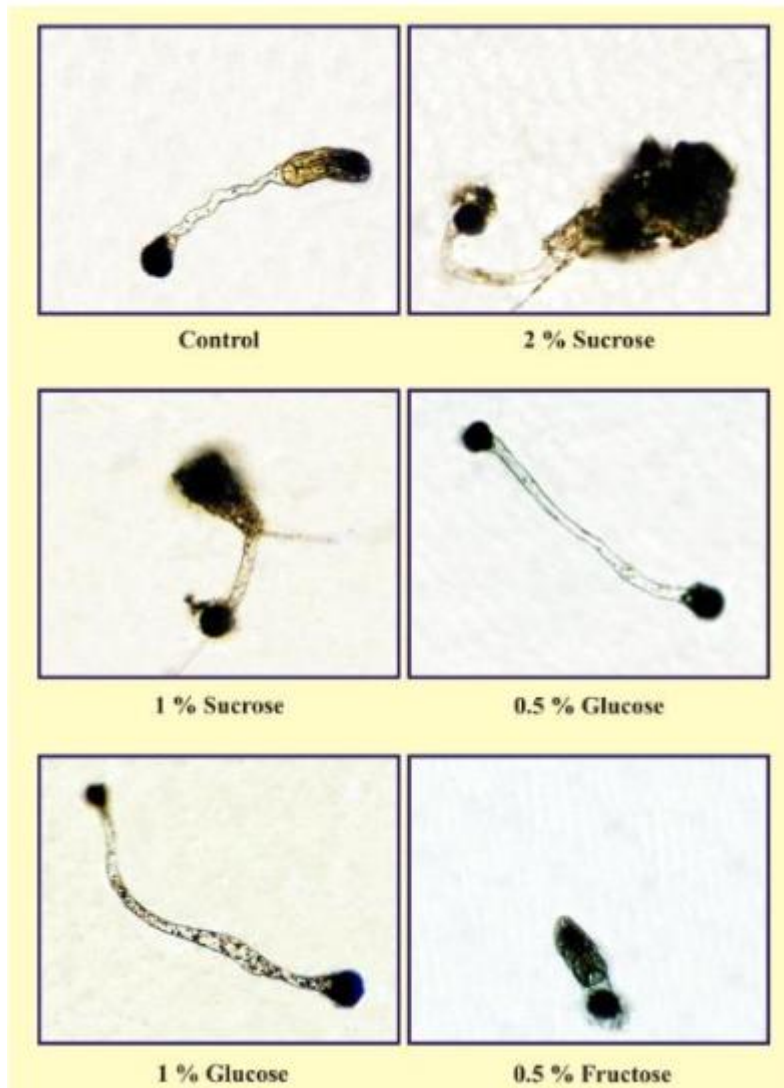 Control
2 % Sucrose
1 % Sucrose
0.5 % Glucose
1 % Glucose
0.5 % Fructose